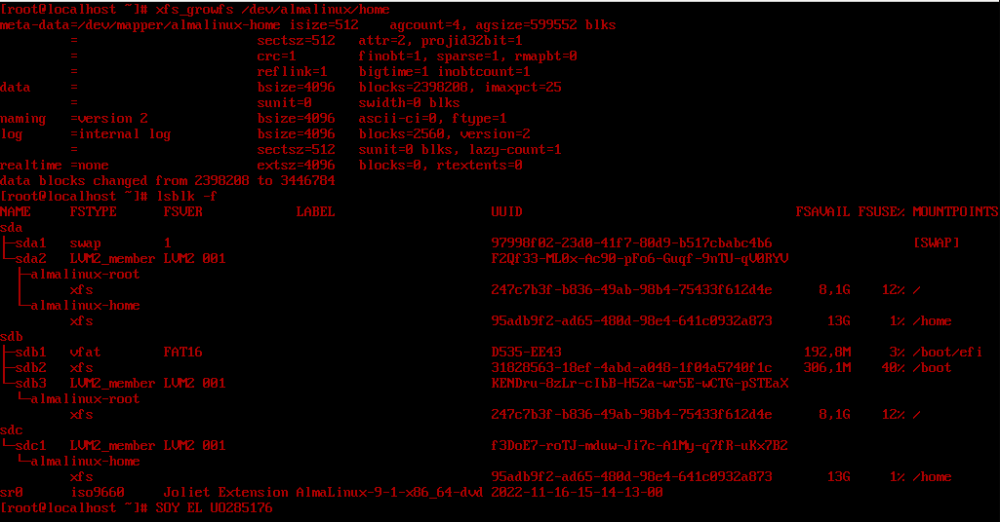 [root@localhost ~]# xfs_growfs /dev/almalinux/home
meta-data=/dev/mapper/almalinux-home isize=512    agcount=4, agsize=599552 blks
         =                       sectsz=512   attr=2, projid32bit=1
         =                       crc=1        finobt=1, sparse=1, rmapbt=0
         =                       reflink=1    bigtime=1 inobtcount=1
data     =                       bsize=4096   blocks=2398208, imaxpct=25
         =                       sunit=0      swidth=0 blks
naming   =version 2              bsize=4096   ascii-ci=0, ftype=1
log      =internal log           bsize=4096   blocks=2560, version=2
         =                       sectsz=512   sunit=0 blks, lazy-count=1
realtime =none                   extsz=4096   blocks=0, rtextents=0
data blocks changed from 2398208 to 3446784
[root@localhost ~]# lsblk -f
NAME     FSTYPE      FSVER            LABEL                    UUID                                   FSAVAIL FSUSE% MOUNTPOINTS
sda
├─sda1   swap        1                                         97998f02-23d0-41f7-80d9-b517cbabc4b6                  [SWAP]
└─sda2   LVM2_member LVM2 001                                  F2Qf33-ML0x-Ac90-pFo6-Guqf-9nTU-qV0RYV
  ├─almalinux-root
  │      xfs                                                   247c7b3f-b836-49ab-98b4-75433f612d4e      8,1G    12% /
  └─almalinux-home
         xfs                                                   95adb9f2-ad65-480d-98e4-641c0932a873       13G     1% /home
sdb
├─sdb1   vfat        FAT16                                     D535-EE43                               192,8M     3% /boot/efi
├─sdb2   xfs                                                   31828563-18ef-4abd-a048-1f04a5740f1c    306,1M    40% /boot
└─sdb3   LVM2_member LVM2 001                                  KENDru-8zLr-clbB-H52a-wr5E-wCTG-pSTEaX
  └─almalinux-root
         xfs                                                   247c7b3f-b836-49ab-98b4-75433f612d4e      8,1G    12% /
sdc
└─sdc1   LVM2_member LVM2 001                                  f3DoE7-roTJ-mduw-Ji7c-A1My-q7fR-uKx7B2
  └─almalinux-home
         xfs                                                   95adb9f2-ad65-480d-98e4-641c0932a873       13G     1% /home
sr0      iso9660     Joliet Extension AlmaLinux-9-1-x86_64-dvd 2022-11-16-15-14-13-00
[root@localhost ~]# SOY EL UO285176